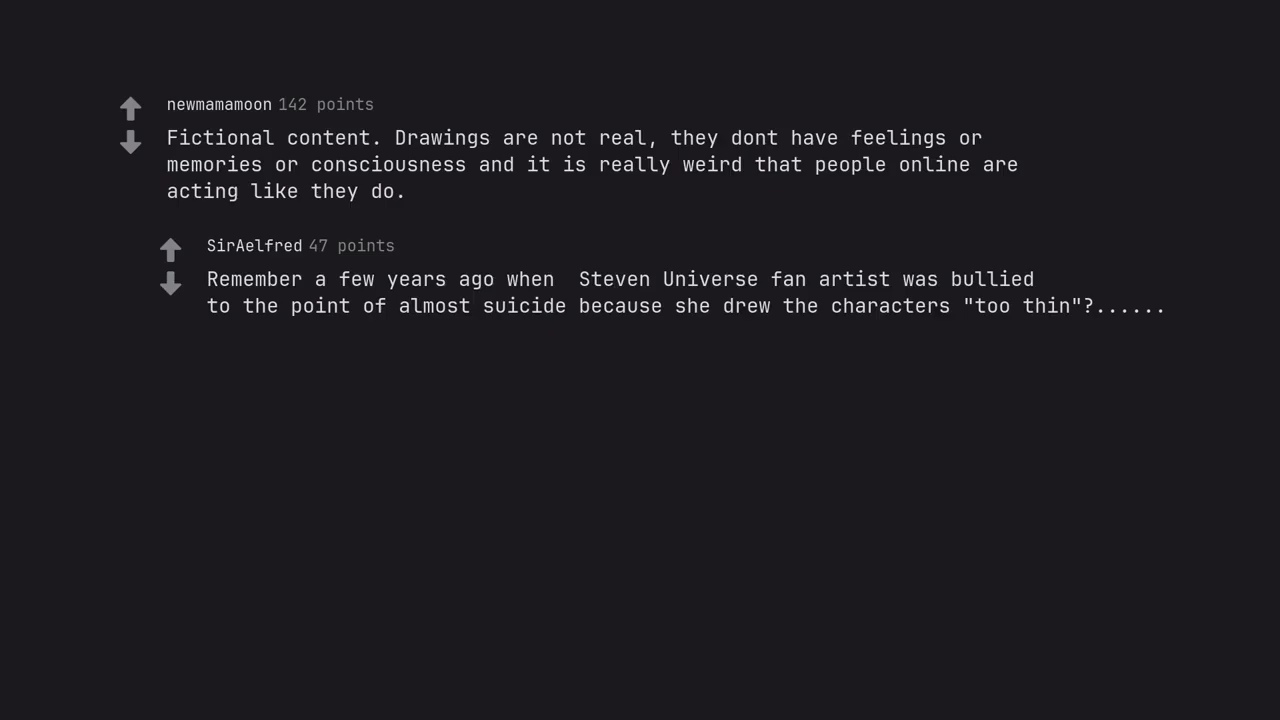 newmamamoon 142 points
Fictional content. Drawings are not real, they dont have feelings or
memories or consciousness and it is really weird that people online are
acting like they do.
SirAelfred 47 points
Remember a few years ago when  Steven Universe fan artist was bullied
to the point of almost suicide because she drew the characters "too thin"?......